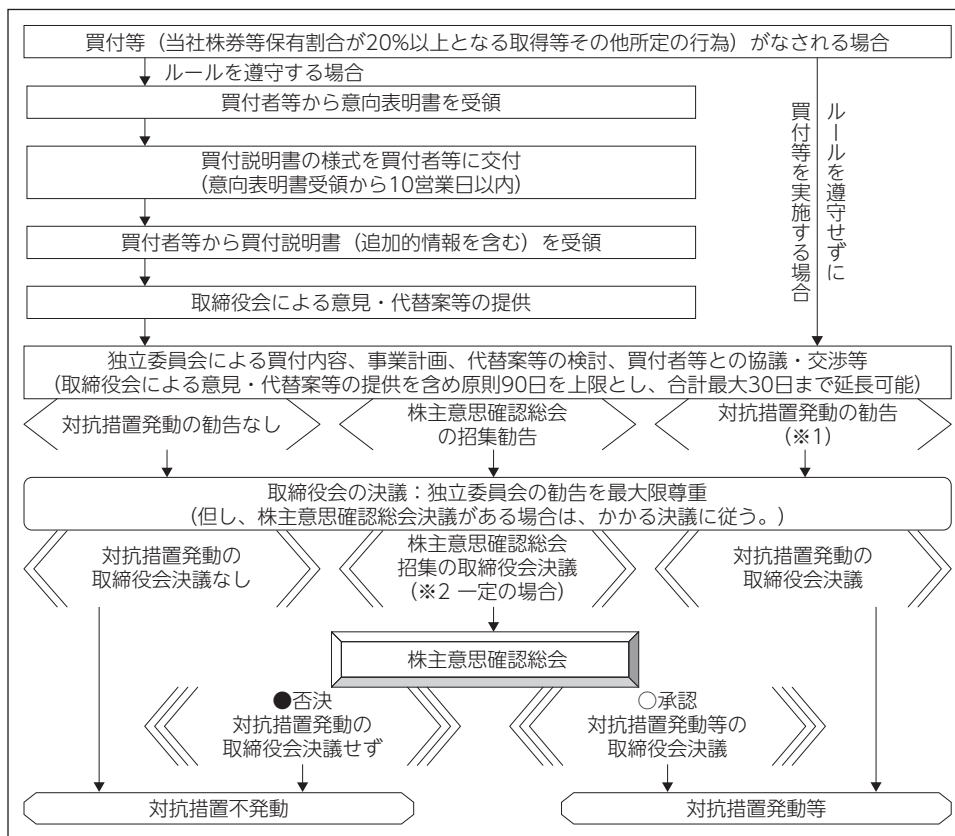 買付等（当社株券等保有割合が20%以上となる取得等その他所定の行為）がなされる場合
ルールを遵守する場合
買付者等から意向表明書を受領
買付説明書の様式を買付者等に交付
（意向表明書受領から10営業日以内）
買付者等から買付説明書（追加的情報を含む）を受領
取締役会による意見・代替案等の提供
ルールを遵守せずに
買付等を実施する場合
独立委員会による買付内容、事業計画、代替案等の検討、買付者等との協議・交渉等
（取締役会による意見・代替案等の提供を含め原則90日を上限とし、合計最大30日まで延長可能）
対抗措置発動の勧告なし
株主意思確認総会
の招集勧告
対抗措置発動の勧告
（※1）
取締役会の決議：独立委員会の勧告を最大限尊重
（但し、株主意思確認総会決議がある場合は、かかる決議に従う。）
対抗措置発動の
取締役会決議なし
株主意思確認総会
招集の取締役会決議
（※2 一定の場合）
対抗措置発動の
取締役会決議
株主意思確認総会
●否決
対抗措置発動の
取締役会決議せず
○承認
対抗措置発動等の
取締役会決議
対抗措置不発動
対抗措置発動等